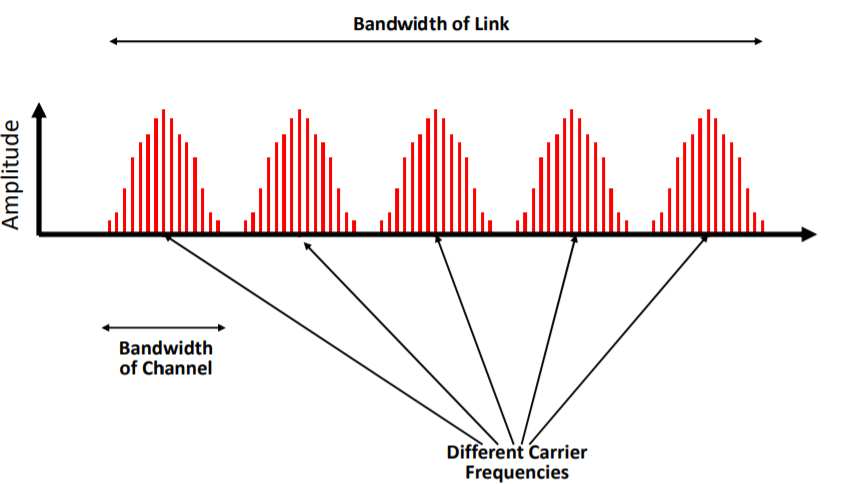 Bandwidth of Link
Amplitude
Bandwidth
of Channel
Different Carrier
Frequencies